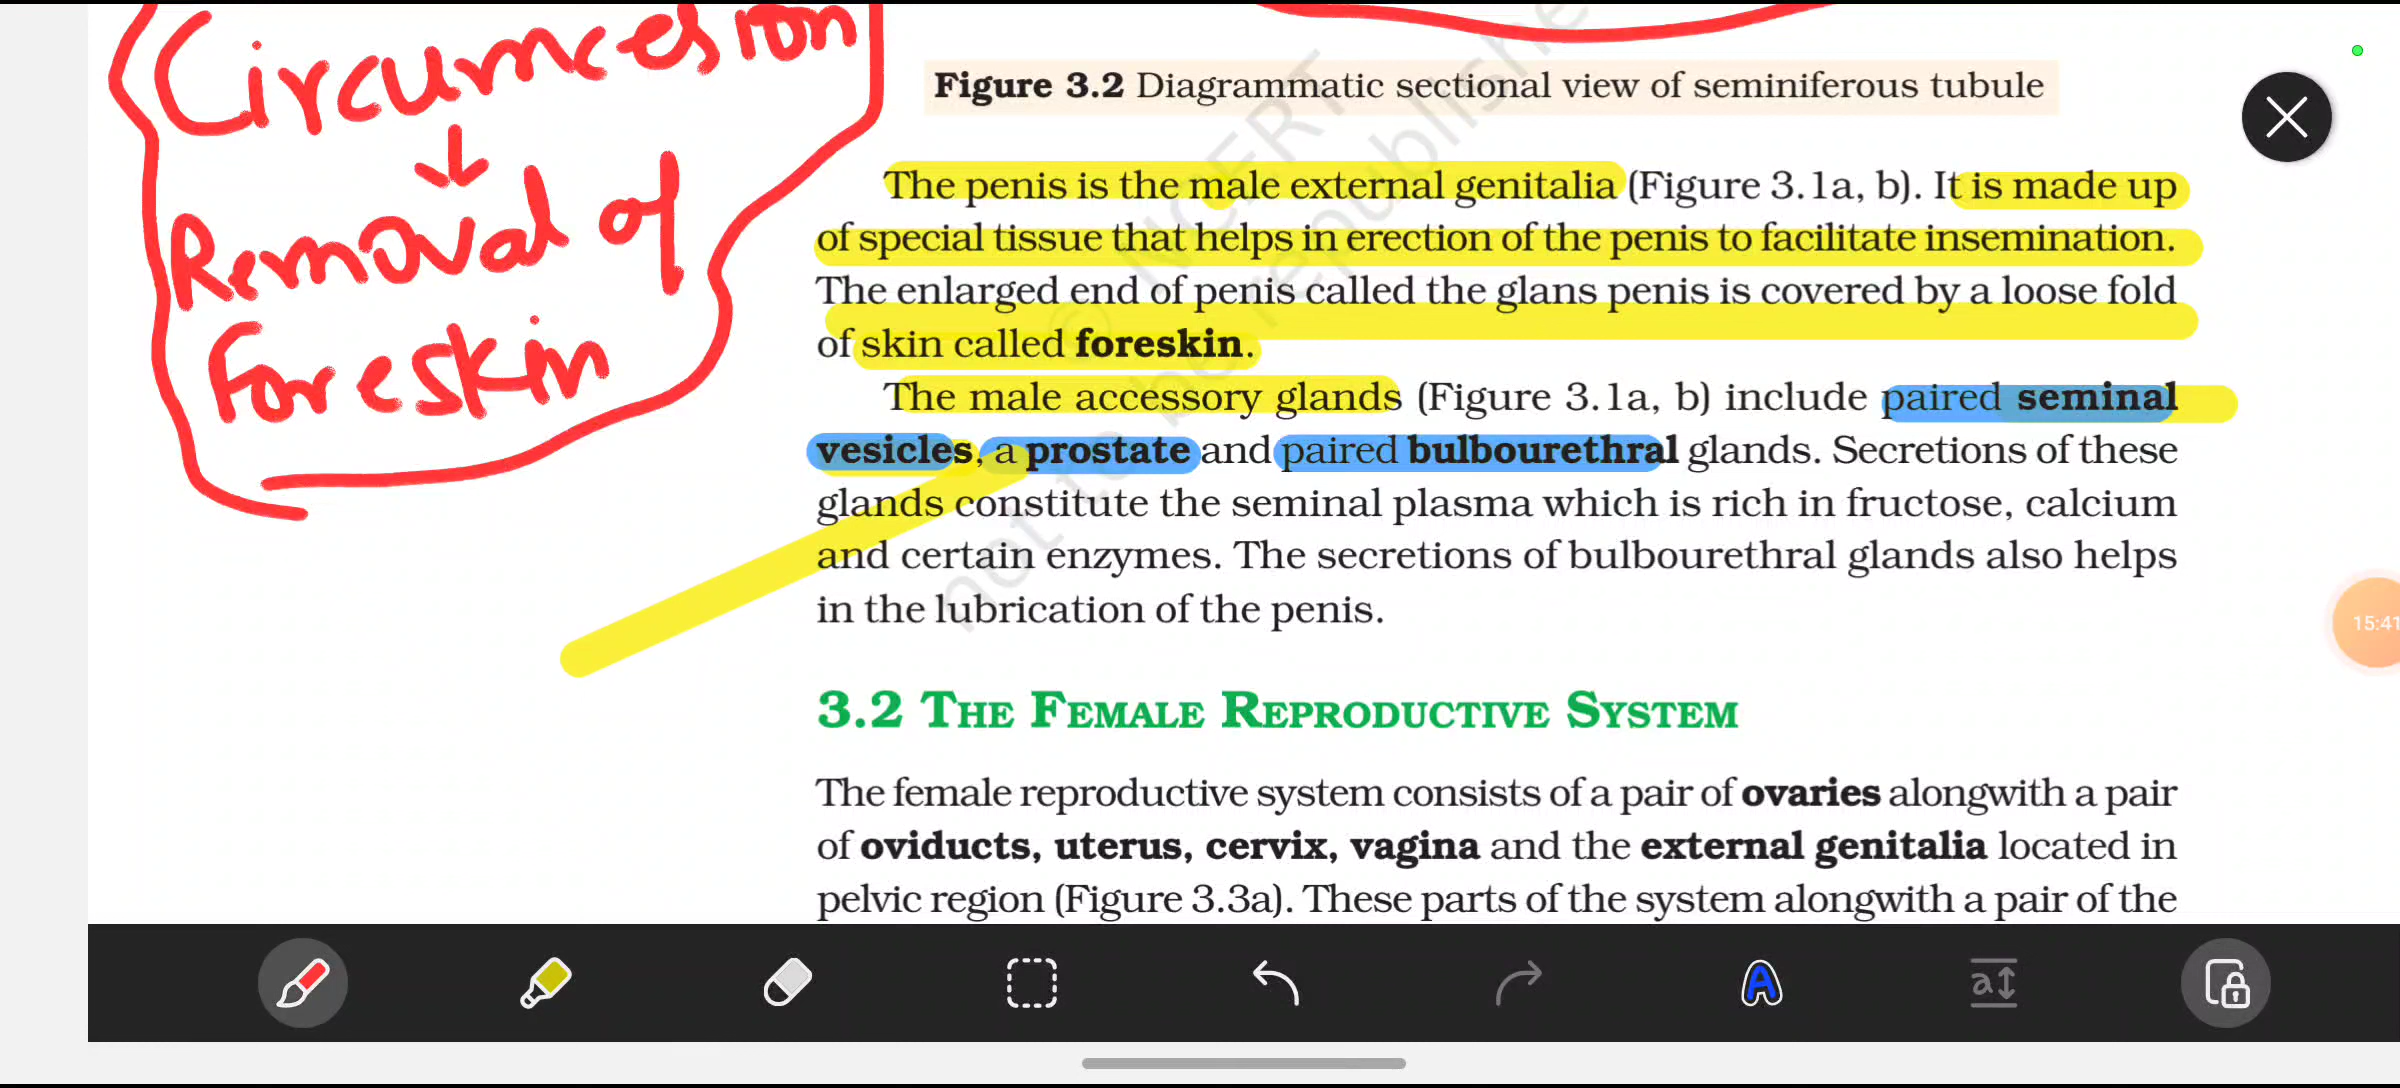 Circumcesion
Removal of
foreskin
Figure 3.2 Diagrammatic sectional view of seminiferous tubule
The penis is the male external genitalia (Figure 3.1a, b). It is made up
of special tissue that helps in erection of the penis to facilitate insemination.
The enlarged end of penis called the glans penis is covered by a loose fold
of skin called foreskin.
The male accessory glands (Figure 3.1a, b) include paired seminal
vesicles, a prostate and paired bulbourethral glands. Secretions of these
glands constitute the seminal plasma which is rich in fructose, calcium
and certain enzymes. The secretions of bulbourethral glands also helps
in the lubrication of the penis.
15:41
3.2 THE FEMALE REPRODUCTIVE SYSTEM
The female reproductive system consists of a pair of ovaries alongwith a pair
of oviducts, uterus, cervix, vagina and the external genitalia located in
pelvic region (Figure 3.3a). These parts of the system alongwith a pair of the
© NCERT
not to be republishe
A
a